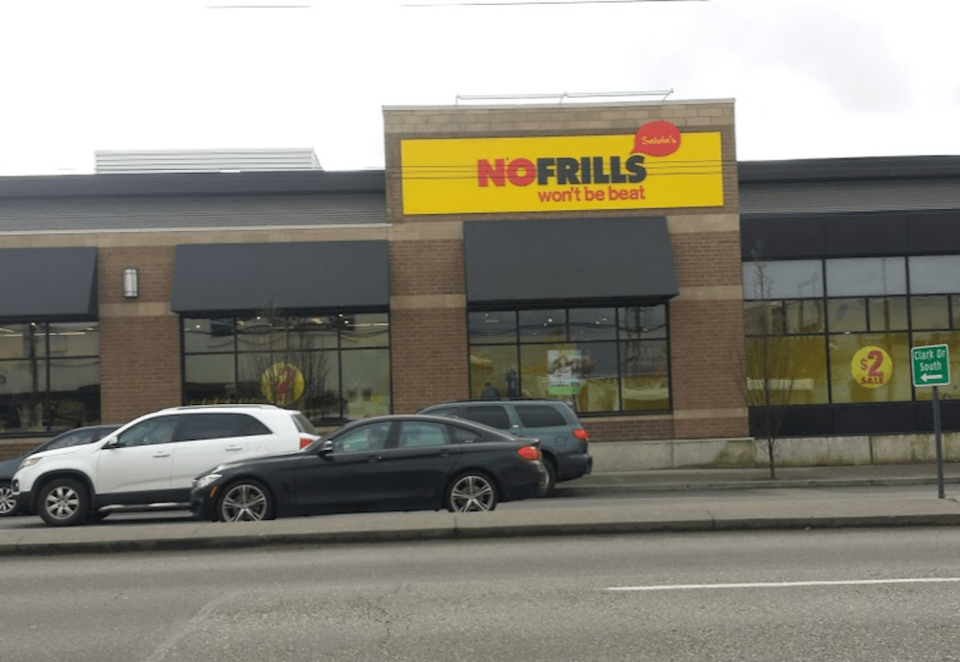 NOFRILLS
won't be beat
$2
SALE
Clark Dr
South